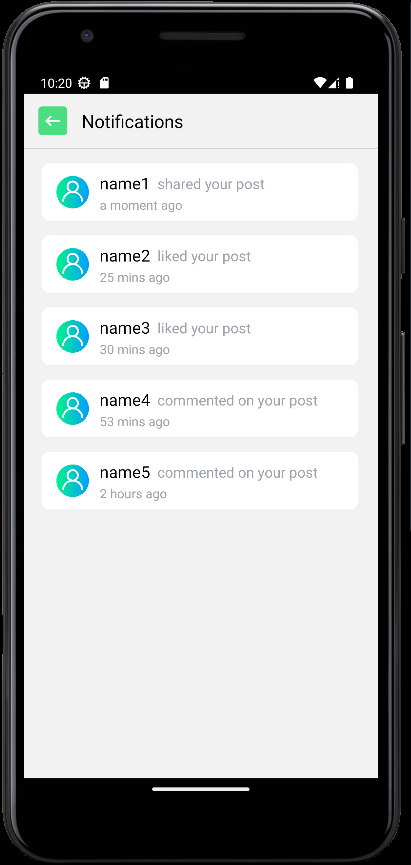 10:20
Notifications
name1 shared your post
a moment ago
name2 liked your post
25 mins ago
name3 liked your post
30 mins ago
name4 commented on your post
53 mins ago
name5 commented on your post
2 hours ago